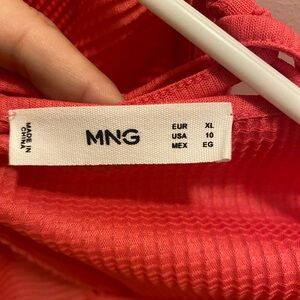 MADE IN
CHINA
MNG
EUR XL
USA 10
MEX EG